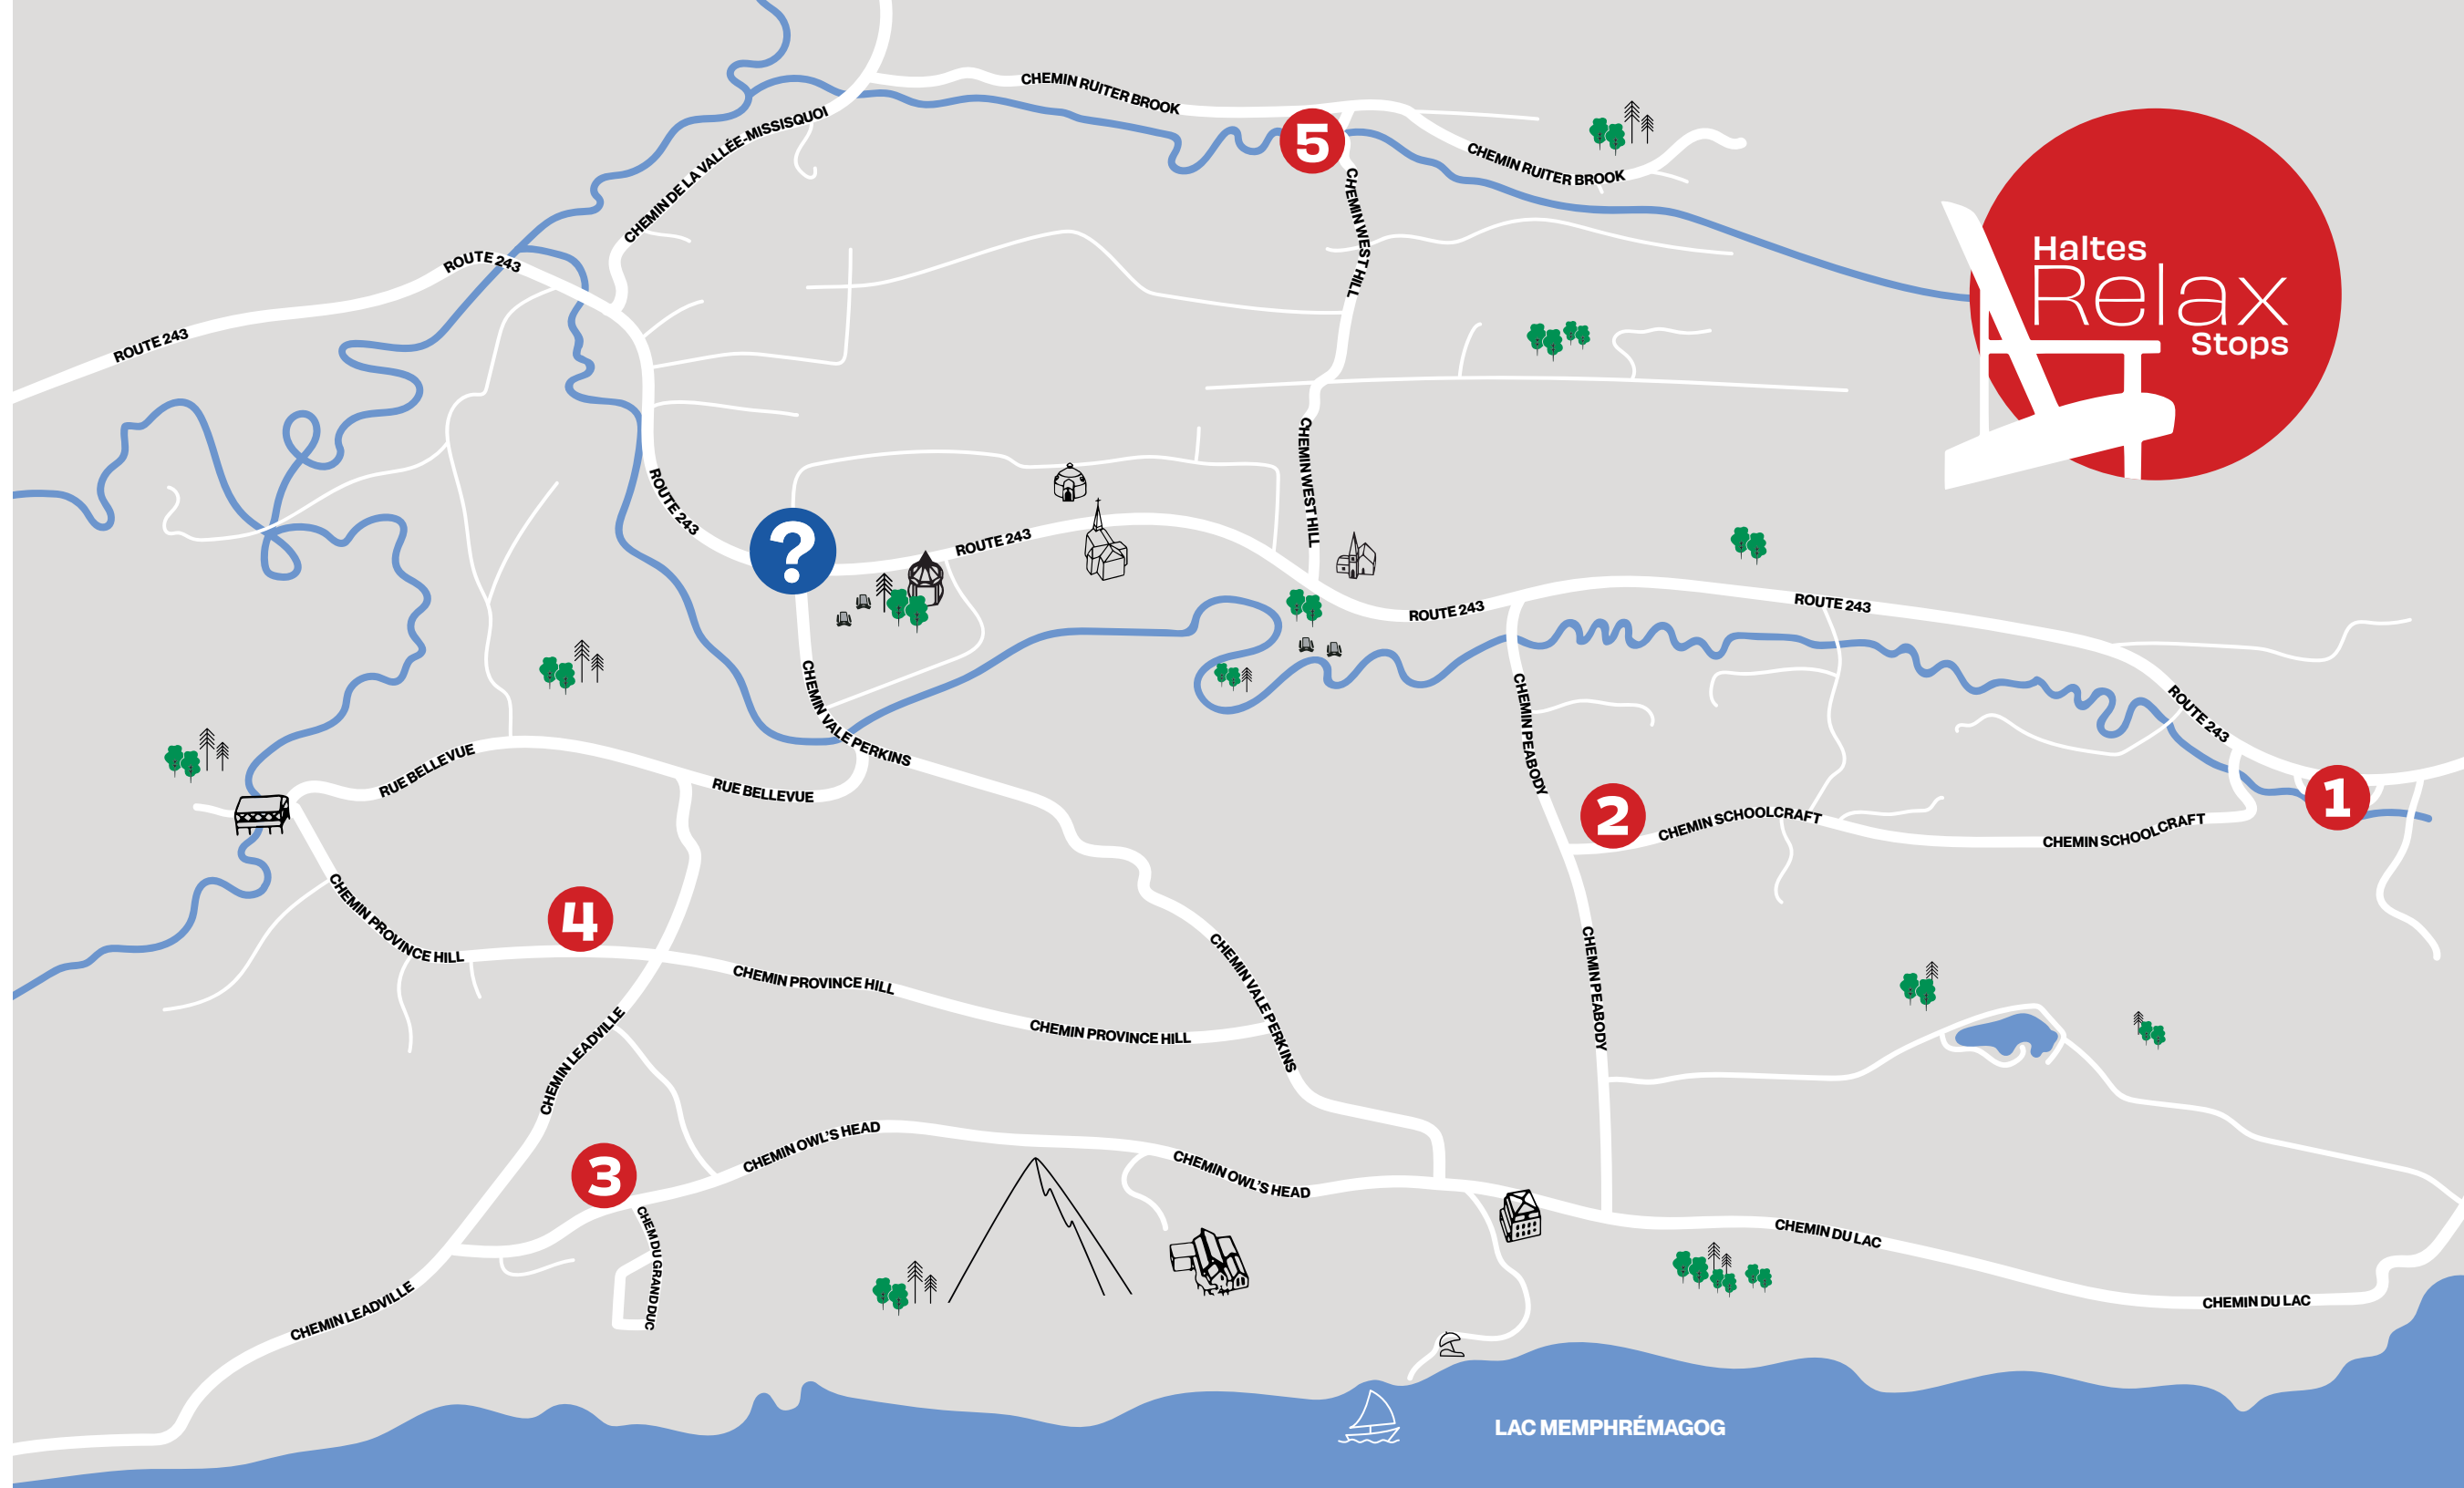 CHEMIN RUITER BROOK
CHEMIN DE LA VALLÉE-MISSISQUOI
5
CHEMIN RUITER BROOK
CHEMIN WEST HILL
Haltes
Relax
Stops
ROUTE 243
ROUTE 243
CHEMIN WEST HILL
ROUTE 243
?
ROUTE 243
ROUTE 243
ROUTE 243
ROUTE 243
CHEMIN VALE PERKINS
CHEMIN PEABODY
RUE BELLEVUE
RUE BELLEVUE
2
CHEMIN SCHOOLCRAFT
CHEMIN SCHOOLCRAFT
1
CHEMIN PROVINCE HILL
4
CHEMIN PROVINCE HILL
CHEMIN PROVINCE HILL
CHEMIN VALE PERKINS
CHEMIN PEABODY
CHEMIN LEADVILLE
3
CHEMIN OWL'S HEAD
CHEMIN OWL'S HEAD
CHEM DU GRAND DUC
CHEMIN DU LAC
CHEMIN DU LAC
CHEMIN LEADVILLE
LAC MEMPHRÉMAGOG